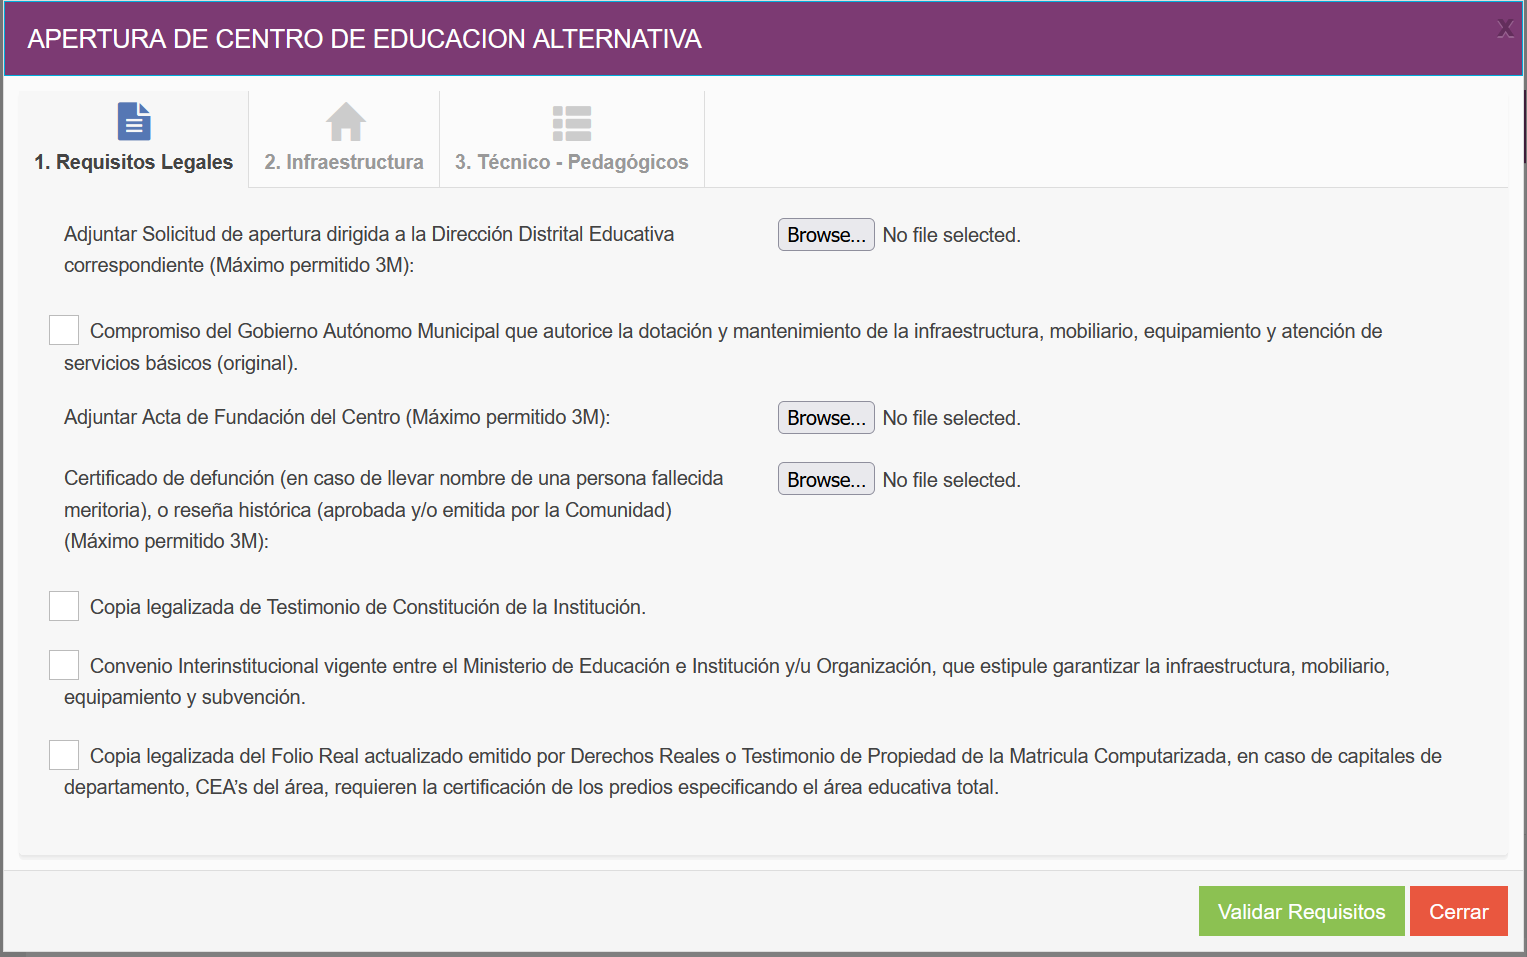 APERTURA DE CENTRO DE EDUCACION ALTERNATIVA
X
1. Requisitos Legales
2. Infraestructura
3. Técnico - Pedagógicos
Adjuntar Solicitud de apertura dirigida a la Dirección Distrital Educativa
correspondiente (Máximo permitido 3M):
Browse... No file selected.
Compromiso del Gobierno Autónomo Municipal que autorice la dotación y mantenimiento de la infraestructura, mobiliario, equipamiento y atención de
servicios básicos (original).
Adjuntar Acta de Fundación del Centro (Máximo permitido 3M):
Browse... No file selected.
Certificado de defunción (en caso de llevar nombre de una persona fallecida
meritoria), o reseña histórica (aprobada y/o emitida por la Comunidad)
(Máximo permitido 3M):
Browse... No file selected.
Copia legalizada de Testimonio de Constitución de la Institución.
Convenio Interinstitucional vigente entre el Ministerio de Educación e Institución y/u Organización, que estipule garantizar la infraestructura, mobiliario,
equipamiento y subvención.
Copia legalizada del Folio Real actualizado emitido por Derechos Reales o Testimonio de Propiedad de la Matricula Computarizada, en caso de capitales de
departamento, CEA’s del área, requieren la certificación de los predios especificando el área educativa total.
Validar Requisitos
Cerrar